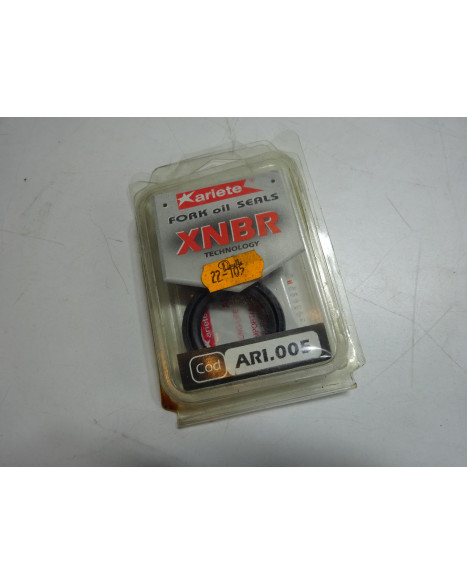 ariete
FORK oil SEALS
XNBR
TECHNOLOGY
22-105
Cod ARI.005